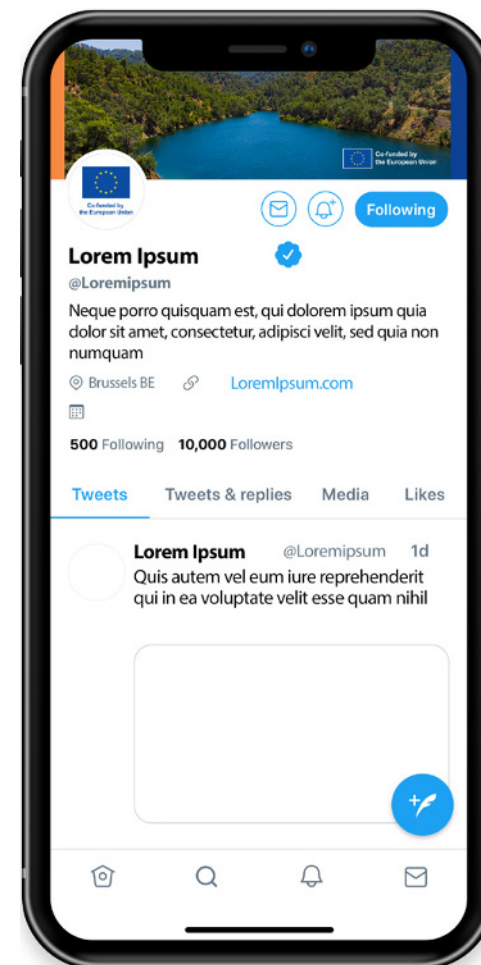 Co-funded by
the European Union
Co-funded by
the European Union
Following
Lorem Ipsum
@Loremipsum
Neque porro quisquam est, qui dolorem ipsum quia
dolor sit amet, consectetur, adipisci velit, sed quia non
numquam
Brussels BE LoremIpsum.com
500 Following 10,000 Followers
Tweets Tweets & replies Media Likes
Lorem Ipsum @Loremipsum 1d
Quis autem vel eum iure reprehenderit
qui in ea voluptate velit esse quam nihil